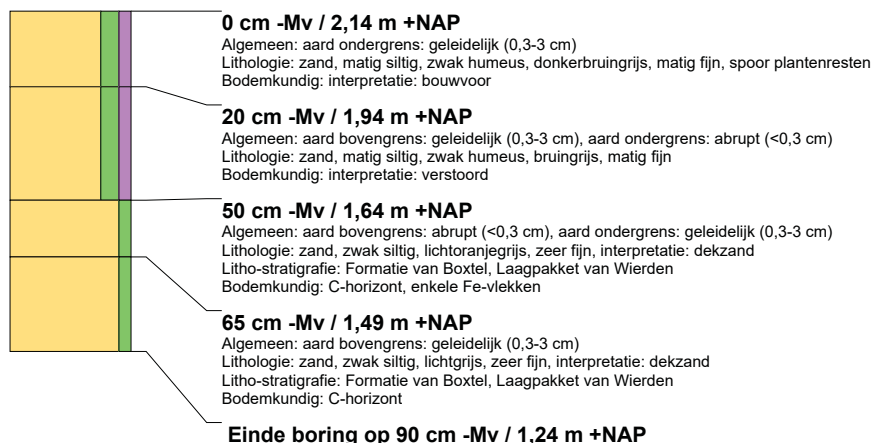 0 cm -Mv / 2,14 m +NAP
Algemeen: aard ondergrens: geleidelijk (0,3-3 cm)
Lithologie: zand, matig siltig, zwak humeus, donkerbruingrijs, matig fijn, spoor plantenresten
Bodemkundig: interpretatie: bouwvoor
20 cm -Mv / 1,94 m +NAP
Algemeen: aard bovengrens: geleidelijk (0,3-3 cm), aard ondergrens: abrupt (<0,3 cm)
Lithologie: zand, matig siltig, zwak humeus, bruingrijs, matig fijn
Bodemkundig: interpretatie: verstoord
50 cm -Mv / 1,64 m +NAP
Algemeen: aard bovengrens: abrupt (<0,3 cm), aard ondergrens: geleidelijk (0,3-3 cm)
Lithologie: zand, zwak siltig, lichtoranjegrijs, zeer fijn, interpretatie: dekzand
Litho-stratigrafie: Formatie van Boxtel, Laagpakket van Wierden
Bodemkundig: C-horizont, enkele Fe-vlekken
65 cm -Mv / 1,49 m +NAP
Algemeen: aard bovengrens: geleidelijk (0,3-3 cm)
Lithologie: zand, zwak siltig, lichtgrijs, zeer fijn, interpretatie: dekzand
Litho-stratigrafie: Formatie van Boxtel, Laagpakket van Wierden
Bodemkundig: C-horizont
Einde boring op 90 cm -Mv / 1,24 m +NAP